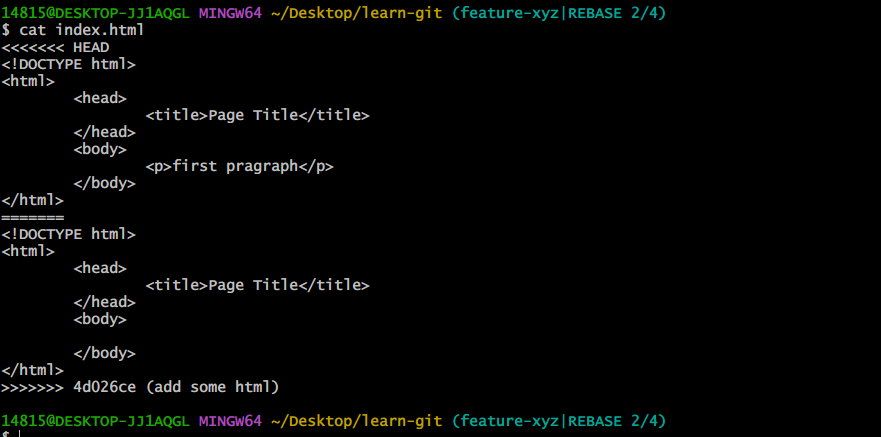 14815@DESKTOP-JJ1AQGL MINGW64 ~/Desktop/learn-git (feature-xyz|REBASE 2/4)
$ cat index.html
<<<<<<< HEAD
<!DOCTYPE html>
<html>
        <head>
                <title>Page Title</title>
        </head>
        <body>
                <p>first pragraph</p>
        </body>
</html>
=======
<!DOCTYPE html>
<html>
        <head>
                <title>Page Title</title>
        </head>
        <body>

        </body>
</html>
>>>>>>> 4d026ce (add some html)

14815@DESKTOP-JJ1AQGL MINGW64 ~/Desktop/learn-git (feature-xyz|REBASE 2/4)
$